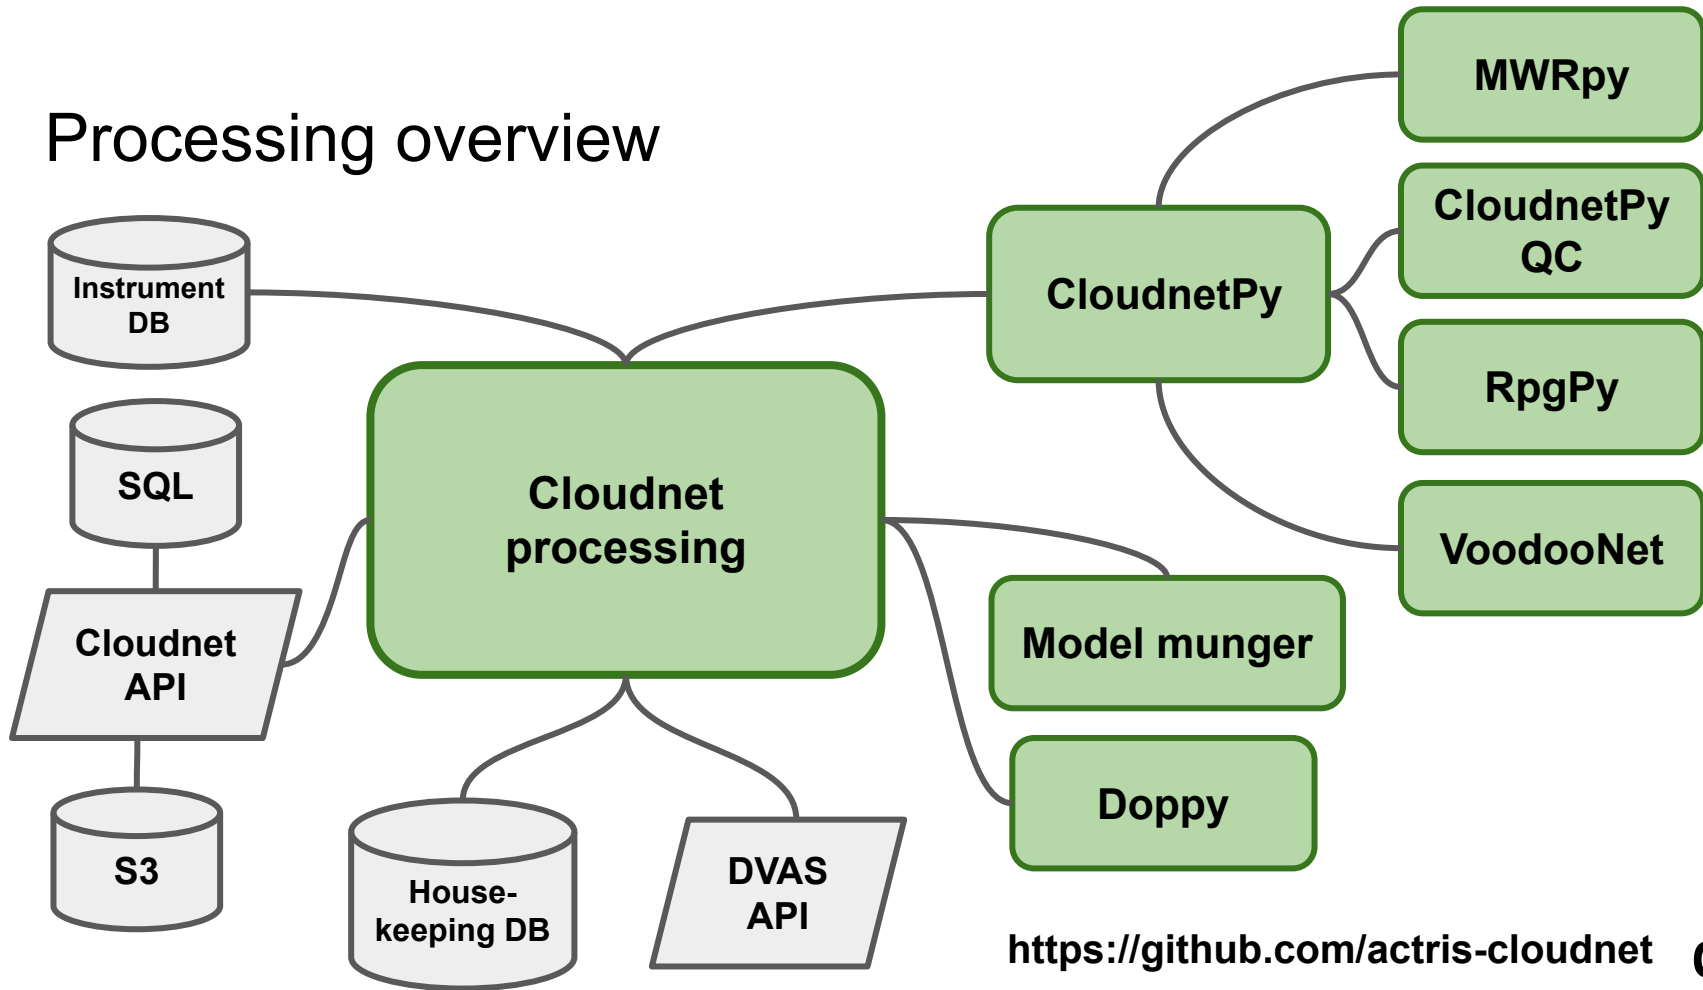 Processing overview
Instrument
DB
SQL
Cloudnet
API
S3
Cloudnet
processing
House-
keeping DB
DVAS
API
CloudnetPy
MWRpy
CloudnetPy
QC
RpgPy
VoodooNet
Model munger
Doppy
https://github.com/actris-cloudnet